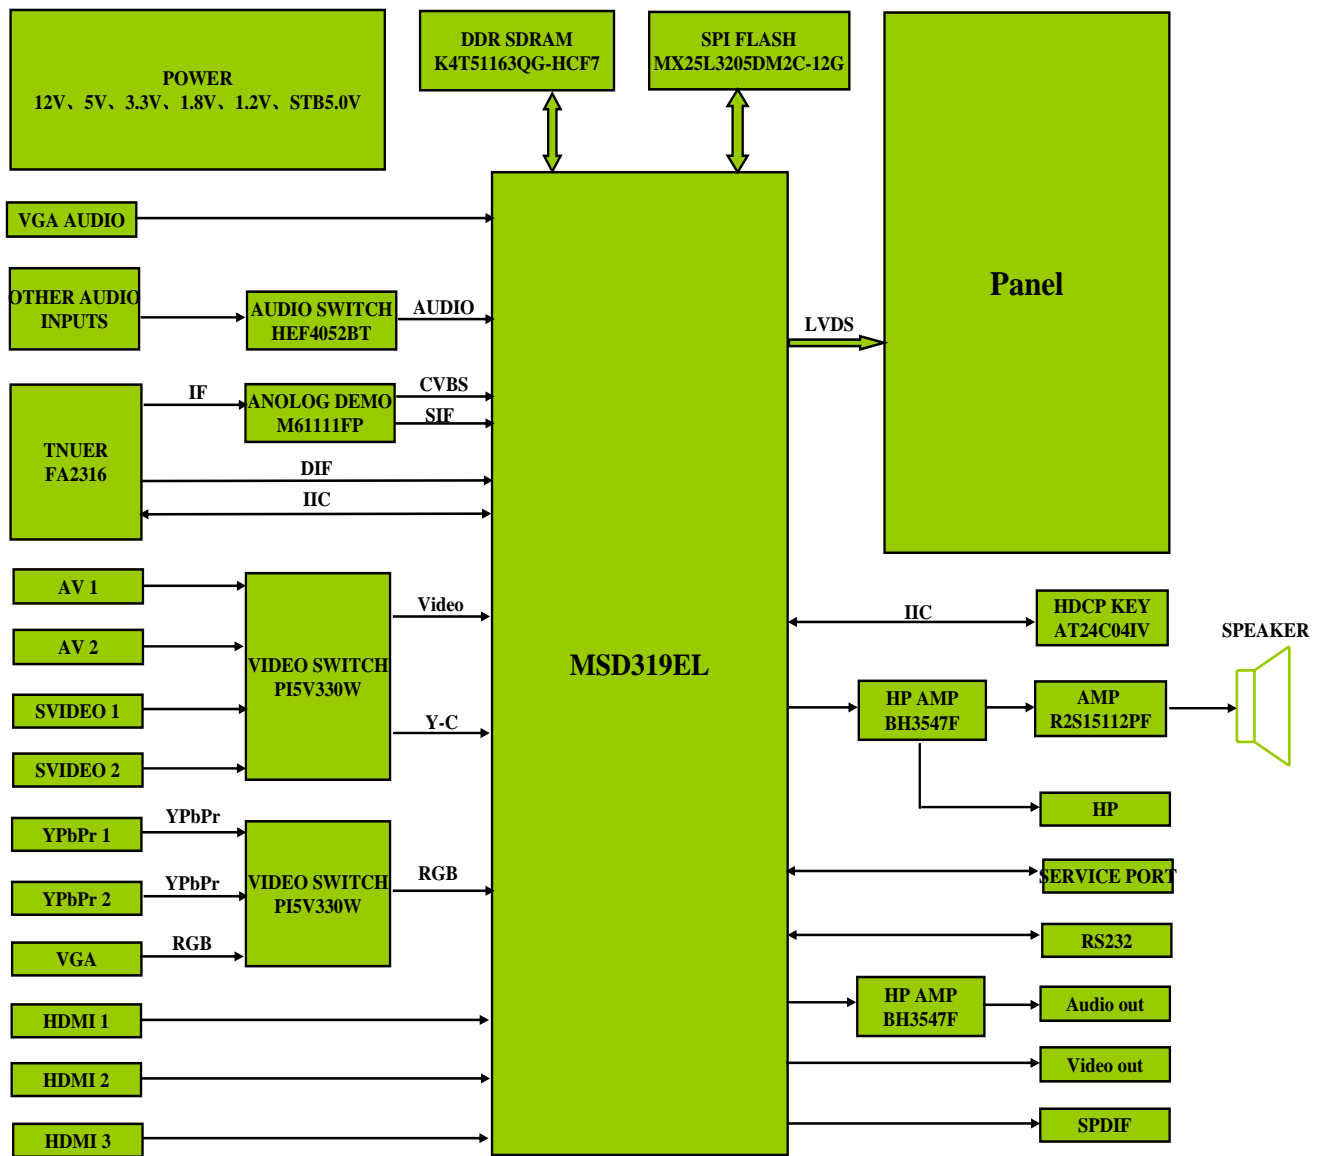 POWER
12V、5V、3.3V、1.8V、1.2V、STB5.0V
DDR SDRAM
K4T51163QG-HCF7
SPI FLASH
MX25L3205DM2C-12G
Panel
VGA AUDIO
OTHER AUDIO
INPUTS
AUDIO SWITCH
HEF4052BT
AUDIO
LVDS
TNUER
FA2316
IF
ANOLOG DEMO
M61111FP
CVBS
SIF
DIF
IIC
MSD319EL
AV 1
AV 2
SVIDEO 1
SVIDEO 2
VIDEO SWITCH
PI5V330W
Video
Y-C
YPbPr 1
YPbPr
YPbPr 2
YPbPr
VGA
RGB
VIDEO SWITCH
PI5V330W
RGB
HDMI 1
HDMI 2
HDMI 3
IIC
HDCP KEY
AT24C04IV
SPEAKER
HP AMP
BH3547F
AMP
R2S15112PF
HP
SERVICE PORT
RS232
HP AMP
BH3547F
Audio out
Video out
SPDIF